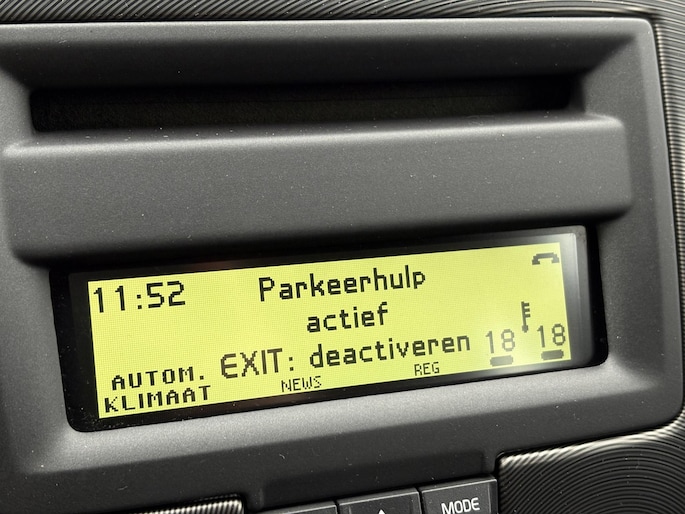 11:52
Parkeerhulp
actief
EXIT: deactiveren
18 18
AUTOM.
KLIMAAT
NEWS
REG
MODE